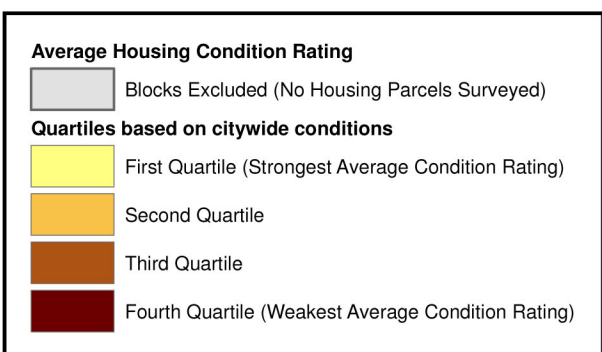 Average Housing Condition Rating
Blocks Excluded (No Housing Parcels Surveyed)
Quartiles based on citywide conditions
First Quartile (Strongest Average Condition Rating)
Second Quartile
Third Quartile
Fourth Quartile (Weakest Average Condition Rating)